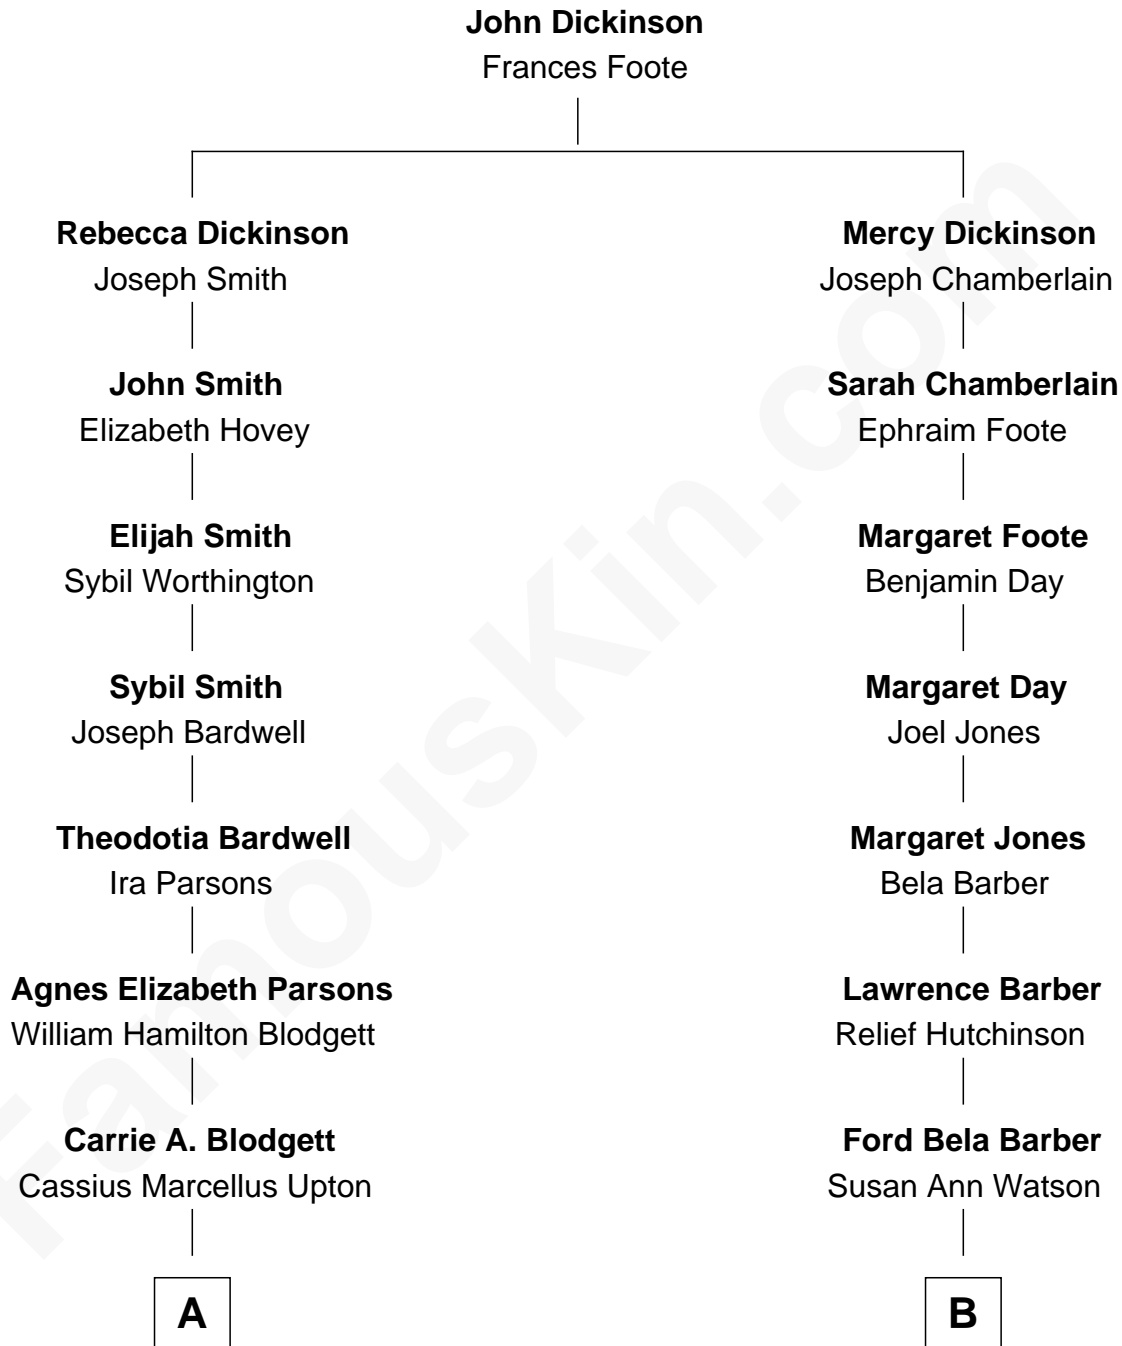 John Dickinson
Frances Foote
Rebecca Dickinson
Joseph Smith
Mercy Dickinson
Joseph Chamberlain
John Smith
Elizabeth Hovey
Sarah Chamberlain
Ephraim Foote
Elijah Smith
Sybil Worthington
Margaret Foote
Benjamin Day
Sybil Smith
Joseph Bardwell
Margaret Day
Joel Jones
Theodotia Bardwell
Ira Parsons
Margaret Jones
Bela Barber
Agnes Elizabeth Parsons
William Hamilton Blodgett
Lawrence Barber
Relief Hutchinson
Carrie A. Blodgett
Cassius Marcellus Upton
Ford Bela Barber
Susan Ann Watson
A
B
FamousKin.com